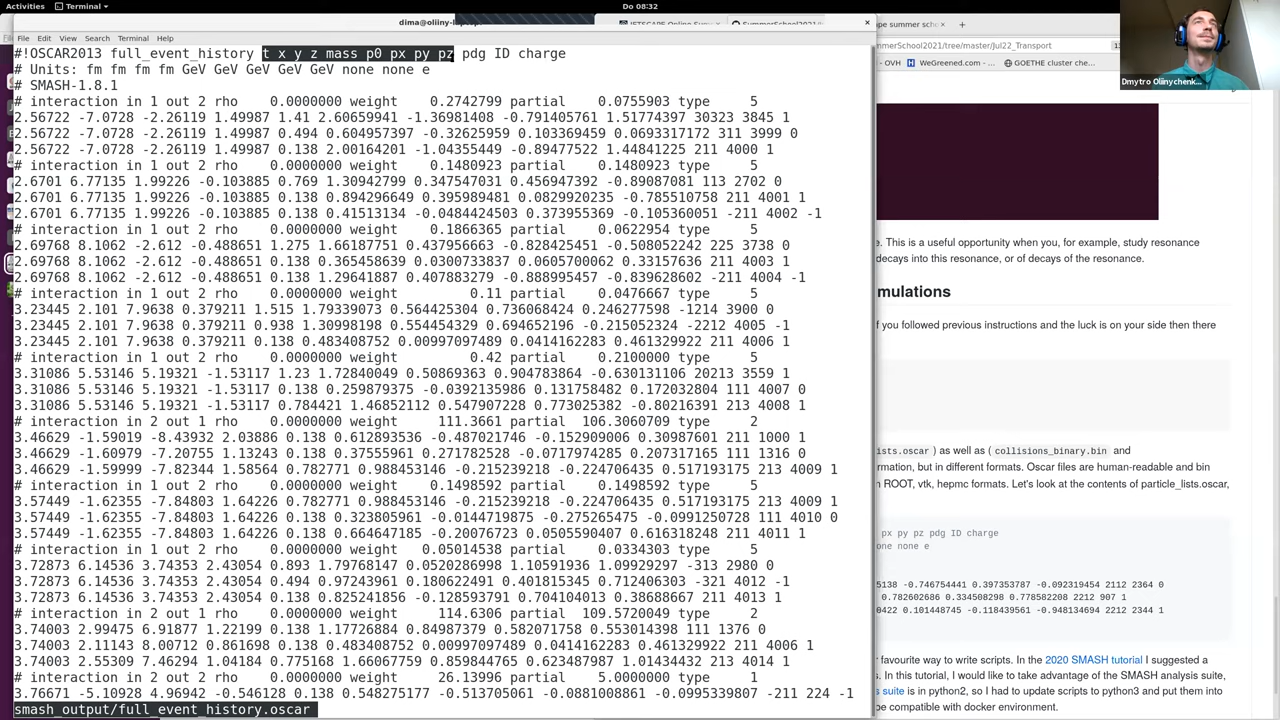 Activities
Terminal
Do 08:32
dima@oliiny-laptop:
File Edit View Search Terminal Help
#!OSCAR2013 full_event_history t x y z mass p0 px py pz pdg ID charge
# Units: fm fm fm fm GeV GeV GeV GeV GeV none none e
# SMASH-1.8.1
# interaction in 1 out 2 rho 0.0000000 weight 0.2742799 partial 0.0755903 type 5
2.56722 -7.0728 -2.26119 1.49987 1.41 2.60659941 -1.36981408 -0.791405761 1.51774397 30323 3845 1
2.56722 -7.0728 -2.26119 1.49987 0.494 0.604957397 -0.32625959 0.103369459 0.0693317172 311 3999 0
2.56722 -7.0728 -2.26119 1.49987 0.138 2.00164201 -1.04355449 -0.89477522 1.44841225 211 4000 1
# interaction in 1 out 2 rho 0.0000000 weight 0.1480923 partial 0.1480923 type 5
2.6701 6.77135 1.99226 -0.103885 0.769 1.30942799 0.347547031 0.456947392 -0.89087081 113 2702 0
2.6701 6.77135 1.99226 -0.103885 0.138 0.894296649 0.395989481 0.0829920235 -0.785510758 211 4001 1
2.6701 6.77135 1.99226 -0.103885 0.138 0.41513134 -0.0484424503 0.373955369 -0.105360051 -211 4002 -1
# interaction in 1 out 2 rho 0.0000000 weight 0.1866365 partial 0.0622954 type 5
2.69768 8.1062 -2.612 -0.488651 1.275 1.66187751 0.437956663 -0.828425451 -0.508052242 225 3738 0
2.69768 8.1062 -2.612 -0.488651 0.138 0.365458639 0.0300733837 0.0605700062 0.33157636 211 4003 1
2.69768 8.1062 -2.612 -0.488651 0.138 1.29641887 0.407883279 -0.888995457 -0.839628602 -211 4004 -1
# interaction in 1 out 2 rho 0.0000000 weight 0.11 partial 0.0476667 type 5
3.23445 2.101 7.9638 0.379211 1.515 1.79339073 0.564425304 0.736068424 0.246277598 -1214 3900 0
3.23445 2.101 7.9638 0.379211 0.938 1.30998198 0.554454329 0.694652196 -0.215052324 -2212 4005 -1
3.23445 2.101 7.9638 0.379211 0.138 0.483408752 0.00997097489 0.0414162283 0.461329922 211 4006 1
# interaction in 1 out 2 rho 0.0000000 weight 0.42 partial 0.2100000 type 5
3.31086 5.53146 5.19321 -1.53117 1.23 1.72840049 0.50869363 0.904783864 -0.630131106 20213 3559 1
3.31086 5.53146 5.19321 -1.53117 0.138 0.259879375 -0.0392135986 0.131758482 0.172032804 111 4007 0
3.31086 5.53146 5.19321 -1.53117 0.784421 1.46852112 0.547907228 0.773025382 -0.80216391 213 4008 1
# interaction in 2 out 1 rho 0.0000000 weight 111.3661 partial 106.3060709 type 2
3.46629 -1.59019 -8.43932 2.03886 0.138 0.612893536 -0.487021746 -0.152909006 0.30987601 211 1000 1
3.46629 -1.60979 -7.20755 1.13243 0.138 0.37555961 0.271782528 -0.0717974285 0.207317165 111 1316 0
3.46629 -1.59999 -7.82344 1.58564 0.782771 0.988453146 -0.215239218 -0.224706435 0.517193175 213 4009 1
# interaction in 1 out 2 rho 0.0000000 weight 0.1498592 partial 0.1498592 type 5
3.57449 -1.62355 -7.84803 1.64226 0.782771 0.988453146 -0.215239218 -0.224706435 0.517193175 213 4009 1
3.57449 -1.62355 -7.84803 1.64226 0.138 0.323805961 -0.0144719875 -0.275265475 -0.0991250728 111 4010 0
3.57449 -1.62355 -7.84803 1.64226 0.138 0.664647185 -0.20076723 0.0505590407 0.616318248 211 4011 1
# interaction in 1 out 2 rho 0.0000000 weight 0.05014538 partial 0.0334303 type 5
3.72873 6.14536 3.74353 2.43054 0.893 1.79768147 0.0520286998 1.10591936 1.09929297 -313 2980 0
3.72873 6.14536 3.74353 2.43054 0.494 0.97243961 0.180622491 0.401815345 0.712406303 -321 4012 -1
3.72873 6.14536 3.74353 2.43054 0.138 0.825241856 -0.128593791 0.704104013 0.38688667 211 4013 1
# interaction in 2 out 1 rho 0.0000000 weight 114.6306 partial 109.5720049 type 2
3.74003 2.99475 6.91877 1.22199 0.138 1.17726884 0.84987379 0.582071758 0.553014398 111 1376 0
3.74003 2.11143 8.00712 0.861698 0.138 0.483408752 0.00997097489 0.0414162283 0.461329922 211 4006 1
3.74003 2.55309 7.46294 1.04184 0.775168 1.66067759 0.859844765 0.623487987 1.01434432 213 4014 1
# interaction in 2 out 1 rho 0.0000000 weight 26.13996 partial 5.0000000 type 2
3.76671 -5.10928 4.90942 -0.546128 0.138 0.548275177 -0.513705061 -0.0881008861 -0.0995339807 -211 224 -1
smash_output/full_event_history.oscar
merSchool2021/tree/master/Jul22_Transport
- OVH WeGreened.com GOETHE cluster che...
Dmytro Oliinychenk...
e. This is a useful opportunity when you, for example, study resonance
decays into this resonance, or of decays of the resonance.
mulations
f you followed previous instructions and the luck is on your side then there
ists.oscar ) as well as ( collisions_binary.bin and
rmation, but in different formats. Oscar files are human-readable and bin
n ROOT, vtk, hepmc formats. Let's look at the contents of particle_lists.oscar,
px py pz pdg ID charge
one none e
5138 -0.746754441 0.397353787 -0.092319454 2112 2364 0
0.782602686 0.334508298 0.778582208 2212 907 1
0422 0.101448745 -0.118439561 -0.948134694 2212 2344 1
r favourite way to write scripts. In the 2020 SMASH tutorial I suggested a
s. In this tutorial, I would like to take advantage of the SMASH analysis suite,
s suite is in python2, so I had to update scripts to python3 and put them into
be compatible with docker environment.